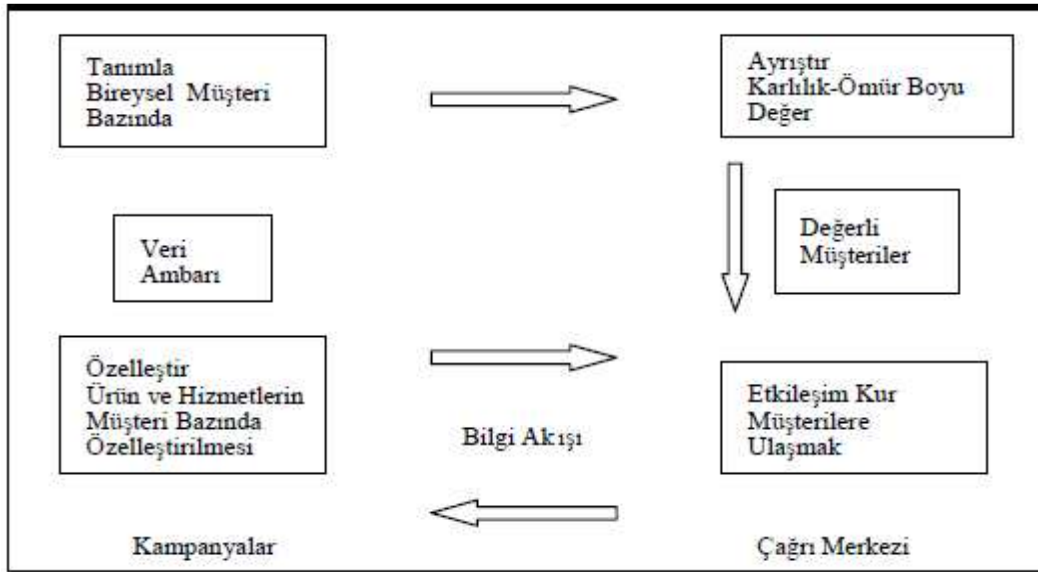 Tanımla
Bireysel Müşteri
Bazında
Ayrıştır
Karlılık-Ömür Boyu
Değer
Veri
Ambarı
Değerli
Müşteriler
Özelleştir
Ürün ve Hizmetlerin
Müşteri Bazında
Özelleştirilmesi
Bilgi Akışı
Etkileşim Kur
Müşterilere
Ulaşmak
Kampanyalar
Çağrı Merkezi